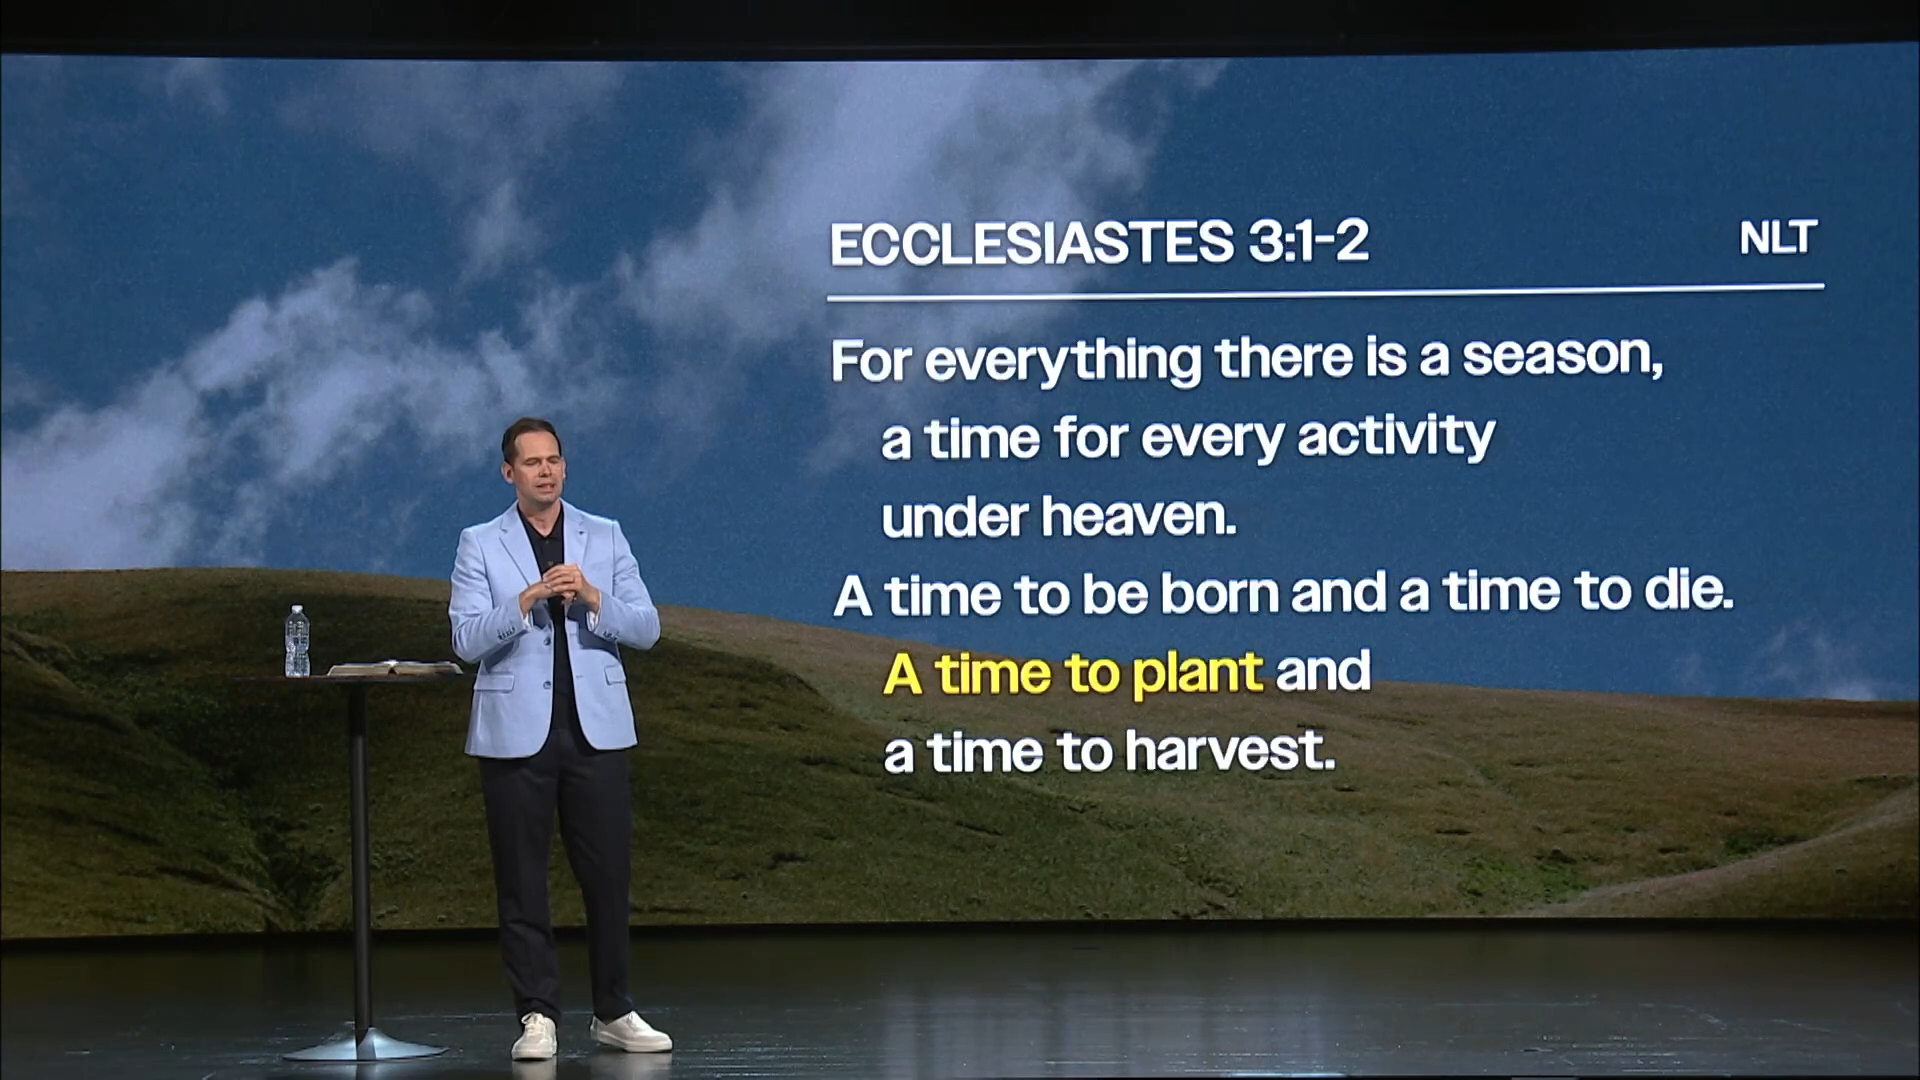 ECCLESIASTES 3:1-2 NLT
For everything there is a season,
a time for every activity
under heaven.
A time to be born and a time to die.
A time to plant and
a time to harvest.